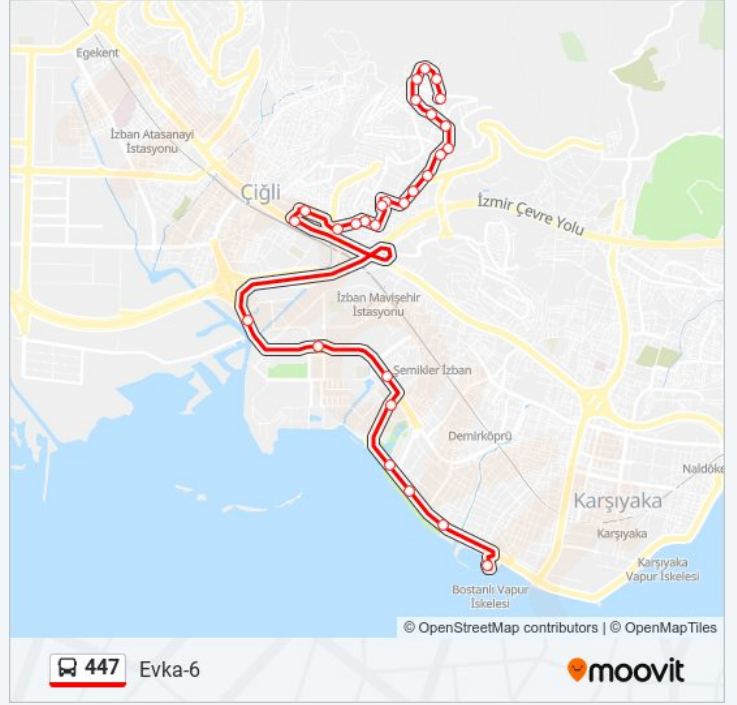 Egekent
İzban Atasanayi
İstasyonu
Çiğli
İzmir Çevre Yolu
İzban Mavişehir
İstasyonu
Şemikler İzban
Demirköprü
Naldöke
Karşıyaka
Karşıyaka
Karşıyaka
Vapur İskelesi
Bostanlı Vapur
İskelesi
© OpenStreetMap contributors | © OpenMapTiles
447 Evka-6
moovit